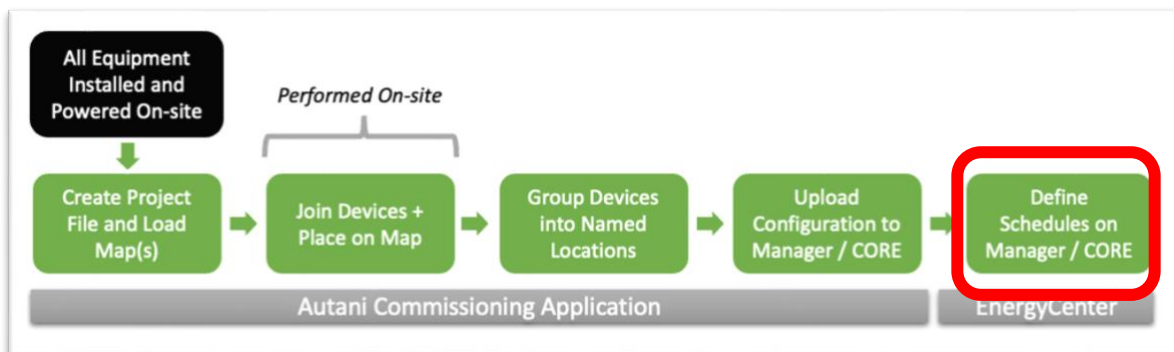 All Equipment
Installed and
Powered On-site
Performed On-site
Create Project
File and Load
Map(s)
Join Devices +
Place on Map
Group Devices
into Named
Locations
Upload
Configuration to
Manager / CORE
Define
Schedules on
Manager / CORE
Autani Commissioning Application
EnergyCenter